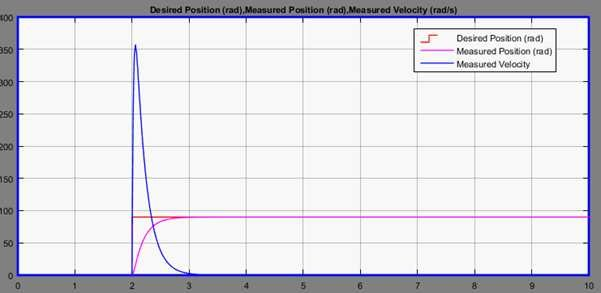 Desired Position (rad),Measured Position (rad),Measured Velocity (rad/s)
400
350
300
250
200
150
100
50
0
Desired Position (rad)
Measured Position (rad)
Measured Velocity
0 1 2 3 4 5 6 7 8 9 10